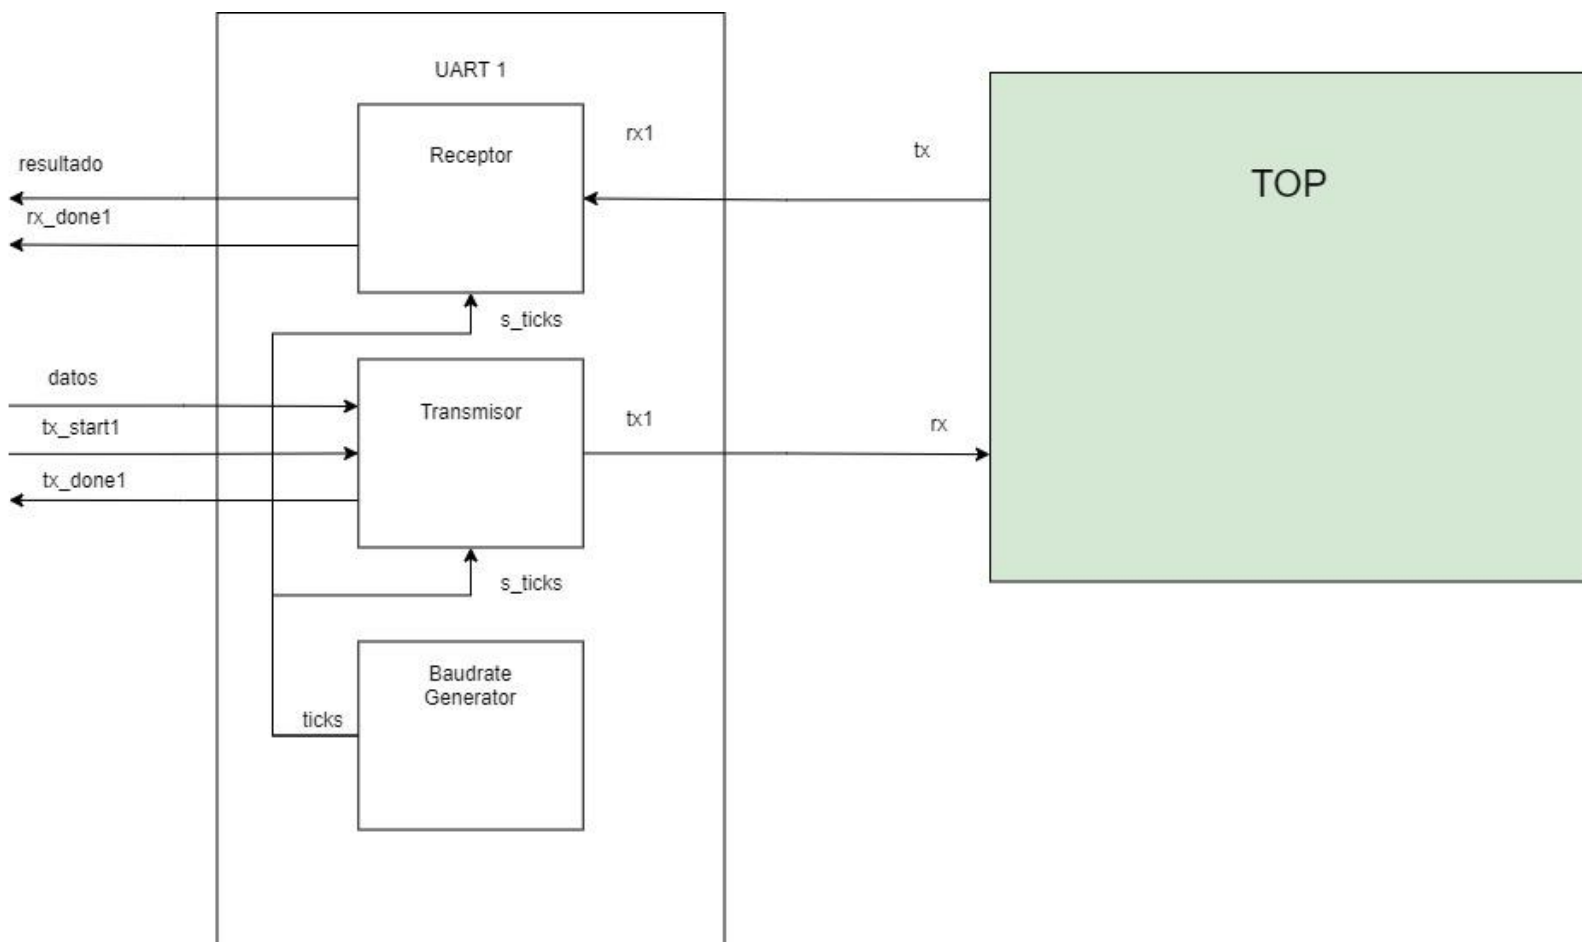 UART 1
Receptor
rx1
tx
TOP
resultado
rx_done1
s_ticks
datos
Transmisor
tx1
rx
tx_start1
tx_done1
s_ticks
Baudrate
Generator
ticks